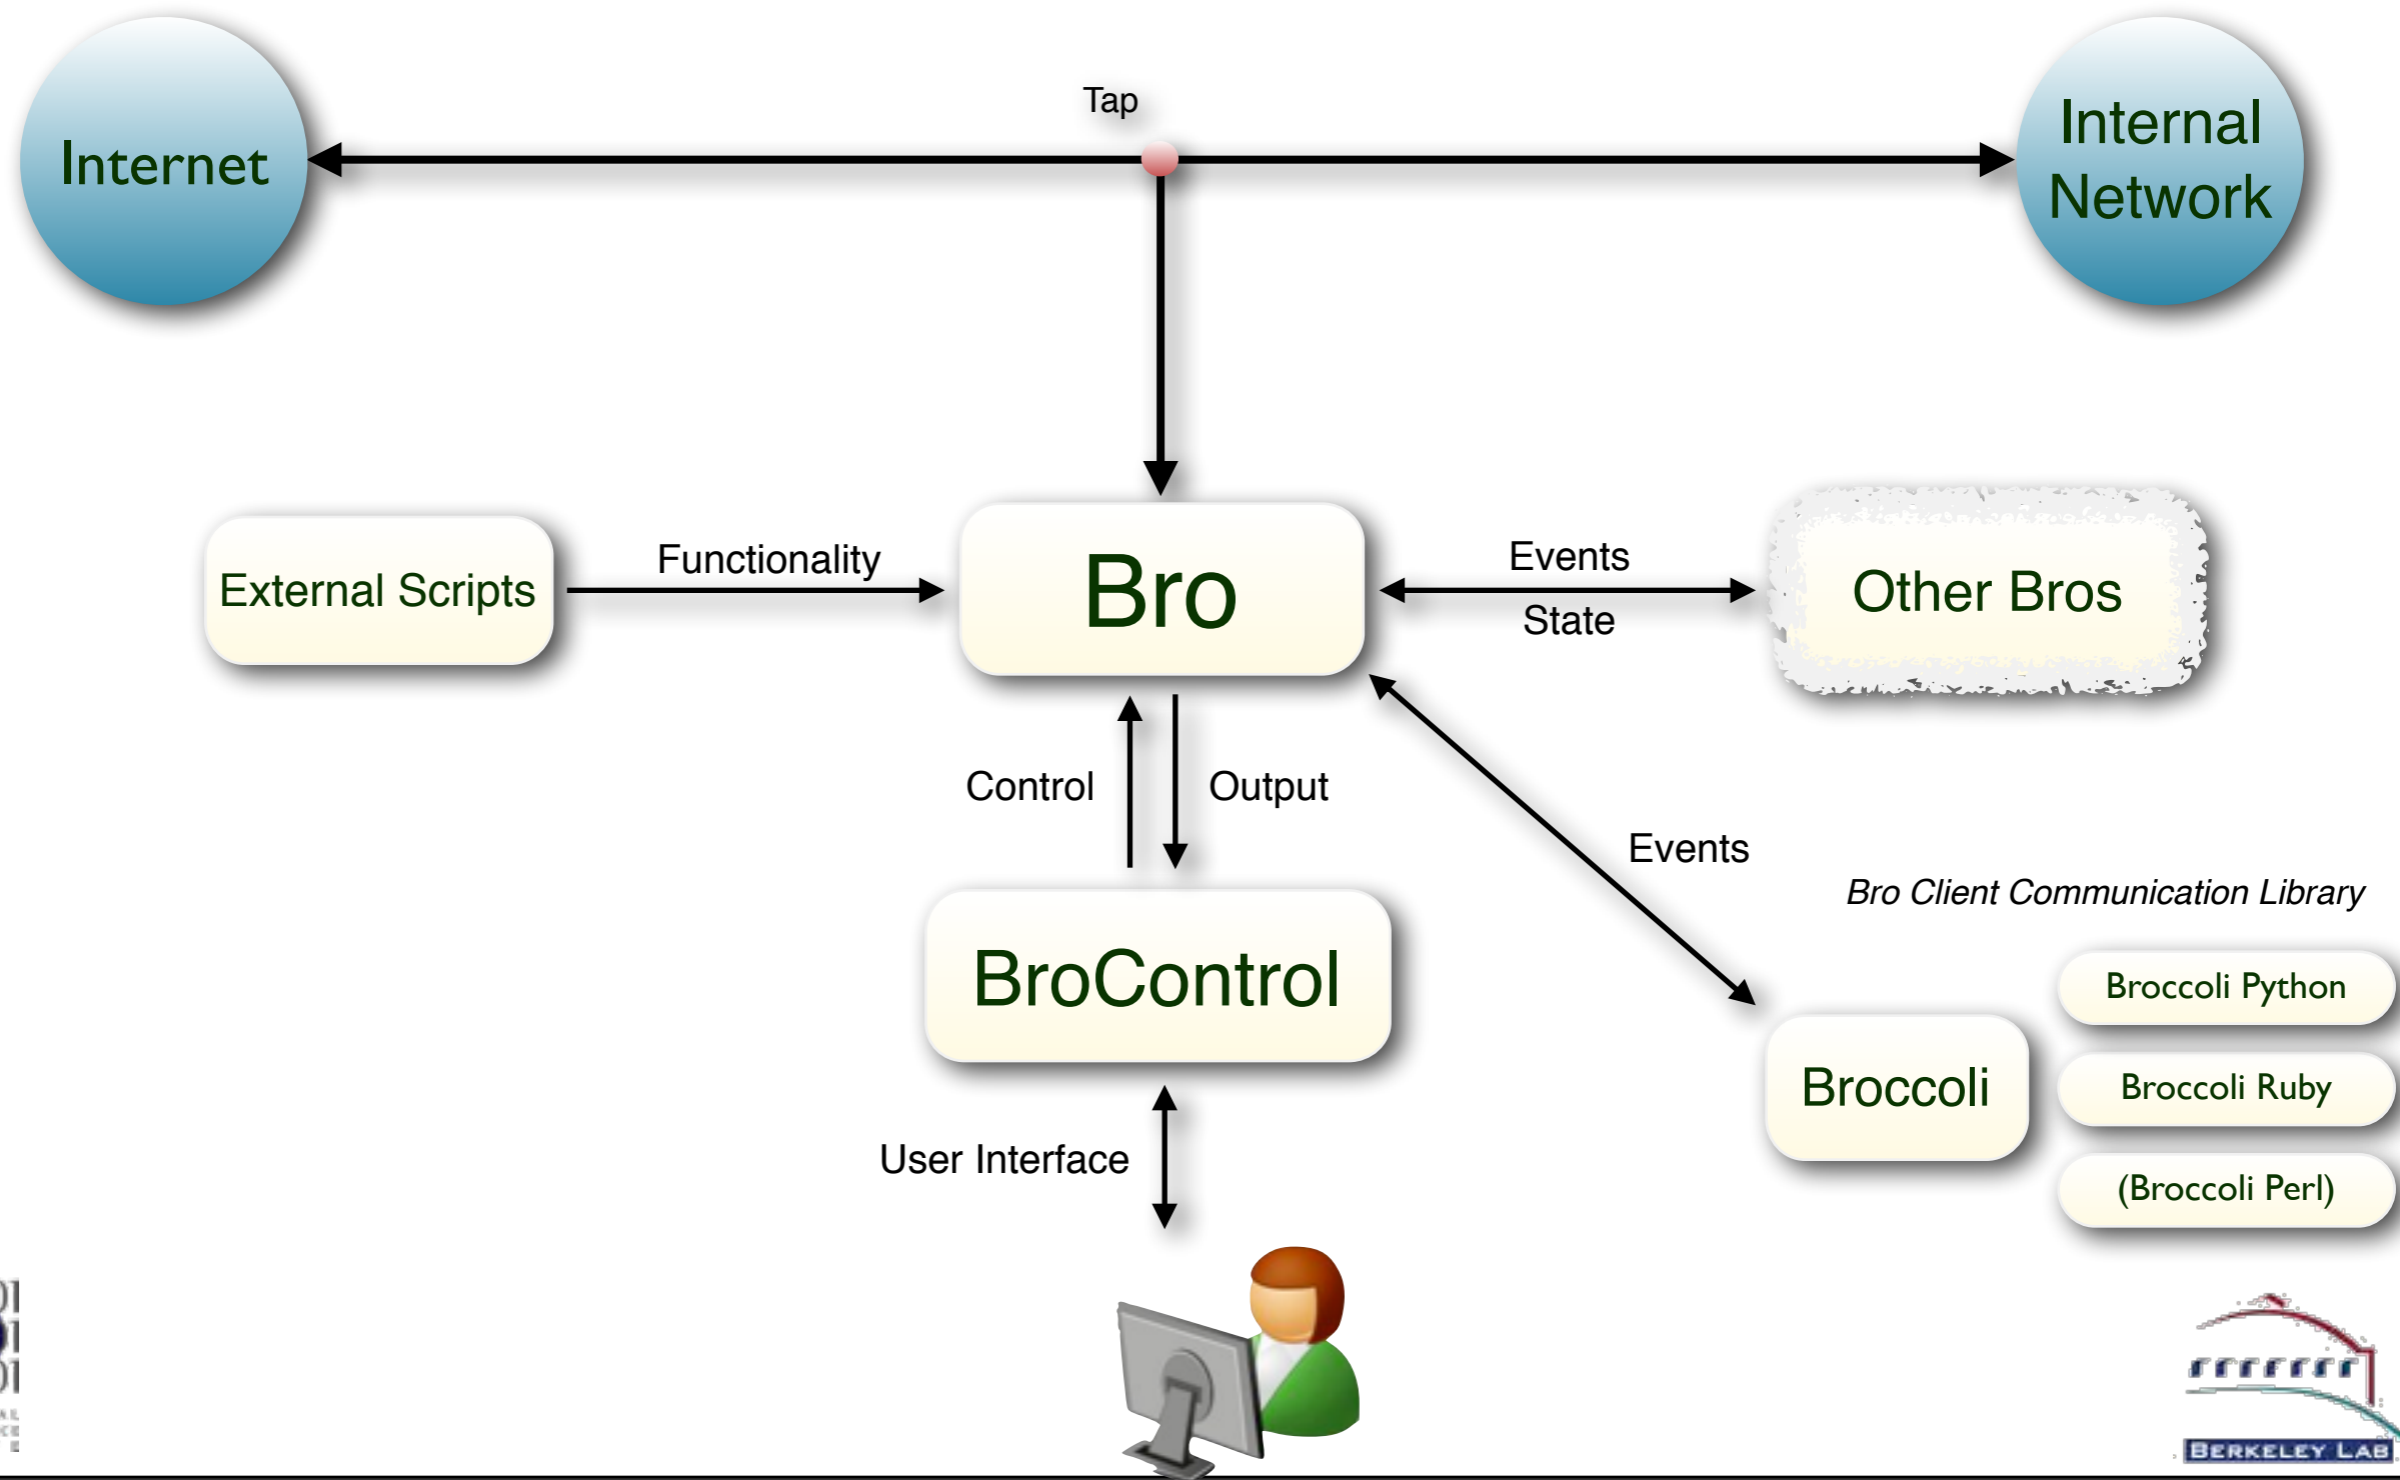 Tap
Internet
Internal
Network
External Scripts
Functionality
Bro
Events
State
Other Bros
Control
Output
Events
Bro Client Communication Library
BroControl
Broccoli Python
Broccoli
Broccoli Ruby
(Broccoli Perl)
User Interface
BERKELEY LAB